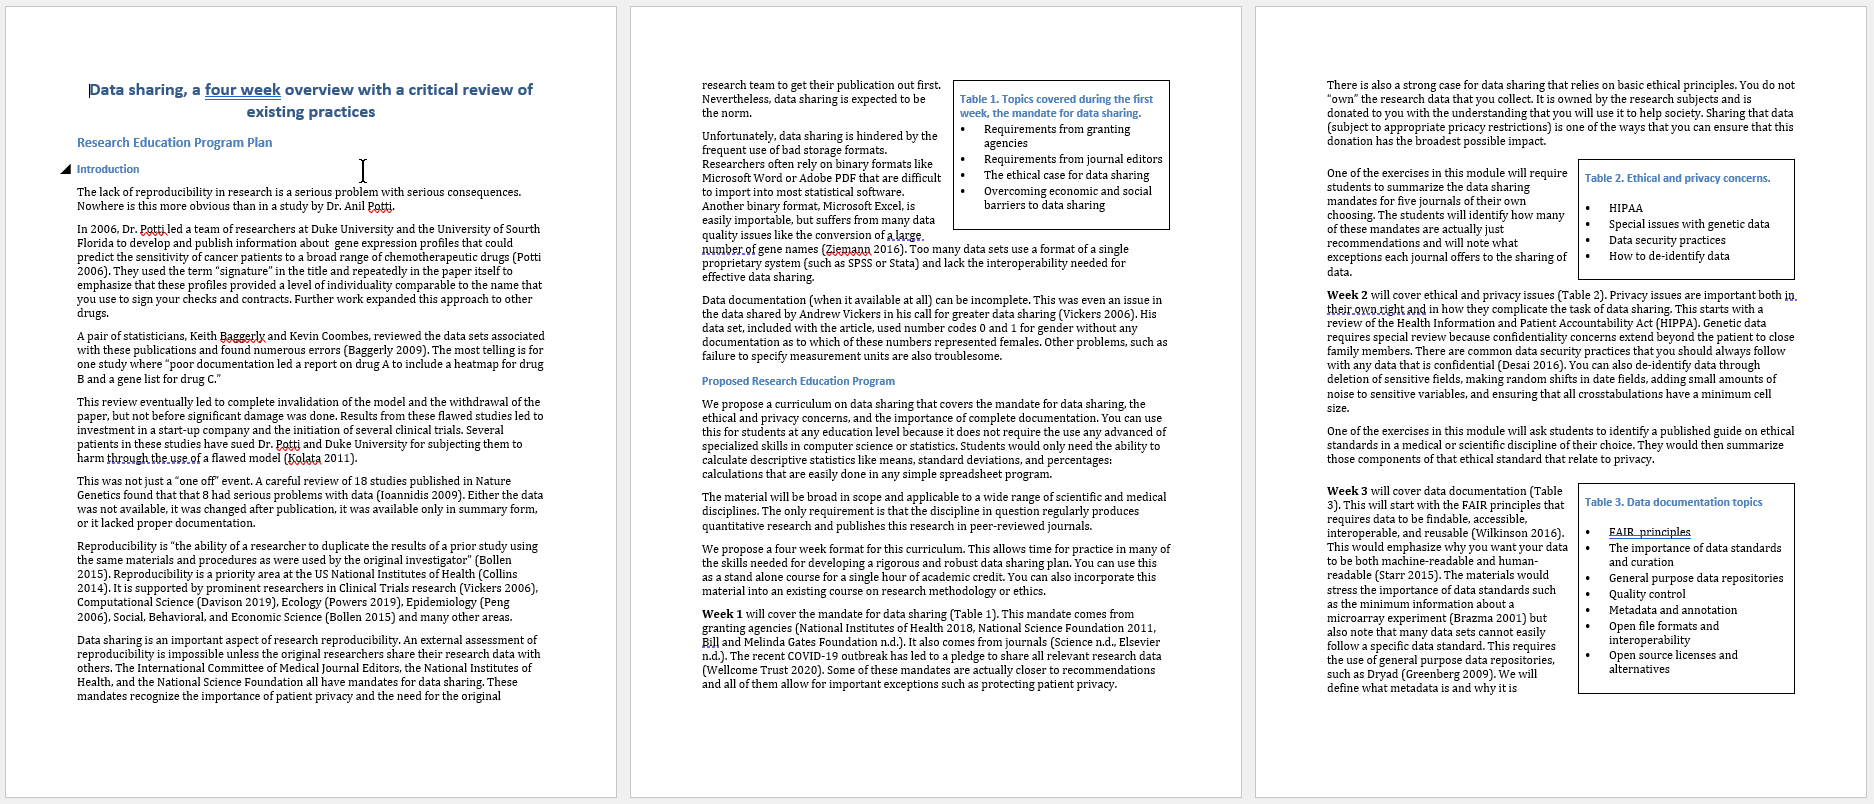 Data sharing, a four week overview with a critical review of
existing practices
Research Education Program Plan
Introduction
The lack of reproducibility in research is a serious problem with serious consequences.
Nowhere is this more obvious than in a study by Dr. Anil Potti.
In 2006, Dr. Potti led a team of researchers at Duke University and the University of Sourth
Florida to develop and publish information about  gene expression profiles that could
predict the sensitivity of cancer patients to a broad range of chemotherapeutic drugs (Potti
2006). They used the term “signature” in the title and repeatedly in the paper itself to
emphasize that these profiles provided a level of individuality comparable to the name that
you use to sign your checks and contracts. Further work expanded this approach to other
drugs.
A pair of statisticians, Keith Baggerly and Kevin Coombes, reviewed the data sets associated
with these publications and found numerous errors (Baggerly 2009). The most telling is for
one study where “poor documentation led a report on drug A to include a heatmap for drug
B and a gene list for drug C.”
This review eventually led to complete invalidation of the model and the withdrawal of the
paper, but not before significant damage was done. Results from these flawed studies led to
investment in a start-up company and the initiation of several clinical trials. Several
patients in these studies have sued Dr. Potti and Duke University for subjecting them to
harm through the use of a flawed model (Kolata 2011).
This was not just a “one off” event. A careful review of 18 studies published in Nature
Genetics found that that 8 had serious problems with data (Ioannidis 2009). Either the data
was not available, it was changed after publication, it was available only in summary form,
or it lacked proper documentation.
Reproducibility is “the ability of a researcher to duplicate the results of a prior study using
the same materials and procedures as were used by the original investigator” (Bollen
2015). Reproducibility is a priority area at the US National Institutes of Health (Collins
2014). It is supported by prominent researchers in Clinical Trials research (Vickers 2006),
Computational Science (Davison 2019), Ecology (Powers 2019), Epidemiology (Peng
2006), Social, Behavioral, and Economic Science (Bollen 2015) and many other areas.
Data sharing is an important aspect of research reproducibility. An external assessment of
reproducibility is impossible unless the original researchers share their research data with
others. The International Committee of Medical Journal Editors, the National Institutes of
Health, and the National Science Foundation all have mandates for data sharing. These
mandates recognize the importance of patient privacy and the need for the original
research team to get their publication out first.
Nevertheless, data sharing is expected to be
the norm.
Unfortunately, data sharing is hindered by the
frequent use of bad storage formats.
Researchers often rely on binary formats like
Microsoft Word or Adobe PDF that are difficult
to import into most statistical software.
Another binary format, Microsoft Excel, is
easily importable, but suffers from many data
quality issues like the conversion of a large
number of gene names (Ziemann 2016). Too many data sets use a format of a single
proprietary system (such as SPSS or Stata) and lack the interoperability needed for
effective data sharing.
Table 1. Topics covered during the first
week, the mandate for data sharing.
• Requirements from granting
agencies
• Requirements from journal editors
• The ethical case for data sharing
• Overcoming economic and social
barriers to data sharing
Data documentation (when it available at all) can be incomplete. This was even an issue in
the data shared by Andrew Vickers in his call for greater data sharing (Vickers 2006). His
data set, included with the article, used number codes 0 and 1 for gender without any
documentation as to which of these numbers represented females. Other problems, such as
failure to specify measurement units are also troublesome.
Proposed Research Education Program
We propose a curriculum on data sharing that covers the mandate for data sharing, the
ethical and privacy concerns, and the importance of complete documentation. You can use
this for students at any education level because it does not require the use any advanced of
specialized skills in computer science or statistics. Students would only need the ability to
calculate descriptive statistics like means, standard deviations, and percentages:
calculations that are easily done in any simple spreadsheet program.
The material will be broad in scope and applicable to a wide range of scientific and medical
disciplines. The only requirement is that the discipline in question regularly produces
quantitative research and publishes this research in peer-reviewed journals.
We propose a four week format for this curriculum. This allows time for practice in many of
the skills needed for developing a rigorous and robust data sharing plan. You can use this
as a stand alone course for a single hour of academic credit. You can also incorporate this
material into an existing course on research methodology or ethics.
Week 1 will cover the mandate for data sharing (Table 1). This mandate comes from
granting agencies (National Institutes of Health 2018, National Science Foundation 2011,
Bill and Melinda Gates Foundation n.d.). It also comes from journals (Science n.d., Elsevier
n.d.). The recent COVID-19 outbreak has led to a pledge to share all relevant research data
(Wellcome Trust 2020). Some of these mandates are actually closer to recommendations
and all of them allow for important exceptions such as protecting patient privacy.
There is also a strong case for data sharing that relies on basic ethical principles. You do not
“own” the research data that you collect. It is owned by the research subjects and is
donated to you with the understanding that you will use it to help society. Sharing that data
(subject to appropriate pricacy restrictions) is one of the ways that you can ensure that this
donation has the broadest possible impact.
One of the exercises in this module will require
students to summarize the data sharing
mandates for five journals of their own
choosing. The students will identify how many
of these mandates are actually just
recommendations and will note what
exceptions each journal offers to the sharing of
data.
Table 2. Ethical and privacy concerns.
• HIPAA
• Special issues with genetic data
• Data security practices
• How to de-identify data
Week 2 will cover ethical and privacy issues (Table 2). Privacy issues are important both in
their own right and in how they complicate the task of data sharing. This starts with a
review of the Health Information and Patient Accountability Act (HIPPA). Genetic data
requires special review because confidentiality concerns extend beyond the patient to close
family members. There are common data security practices that you should always follow
with any data that is confidential (Desai 2016). You can also de-identify data through
deletion of sensitive fields, making random shifts in date fields, adding small amounts of
noise to sensitive variables, and ensuring that all crosstabulations have a minimum cell
size.
One of the exercises in this module will ask students to identify a published guide on ethical
standards in a medical or scientific discipline of their choice. They would then summarize
those components of that ethical standard that relate to privacy.
Week 3 will cover data documentation (Table
3). This will start with the FAIR principles that
requires data to be findable, accessible,
interoperable, and reusable (Wilkinson 2016).
This would emphasize why you want your data
to be both machine-readable and human-
readable (Starr 2015). The materials would
stress the importance of data standards such
as the minimum information about a
microarray experiment (Brazma 2001) but
also note that many data sets cannot easily
follow a specific data standard. This requires
the use of general purpose data repositories,
such as Dryad (Greenberg 2009). We will
define what metadata is and why it is
Table 3. Data documentation topics
• FAIR  principles
• The importance of data standards
and curation
• General purpose data repositories
• Quality control
• Metadata and annotation
• Open file formats and
interoperability
• Open source licenses and
alternatives